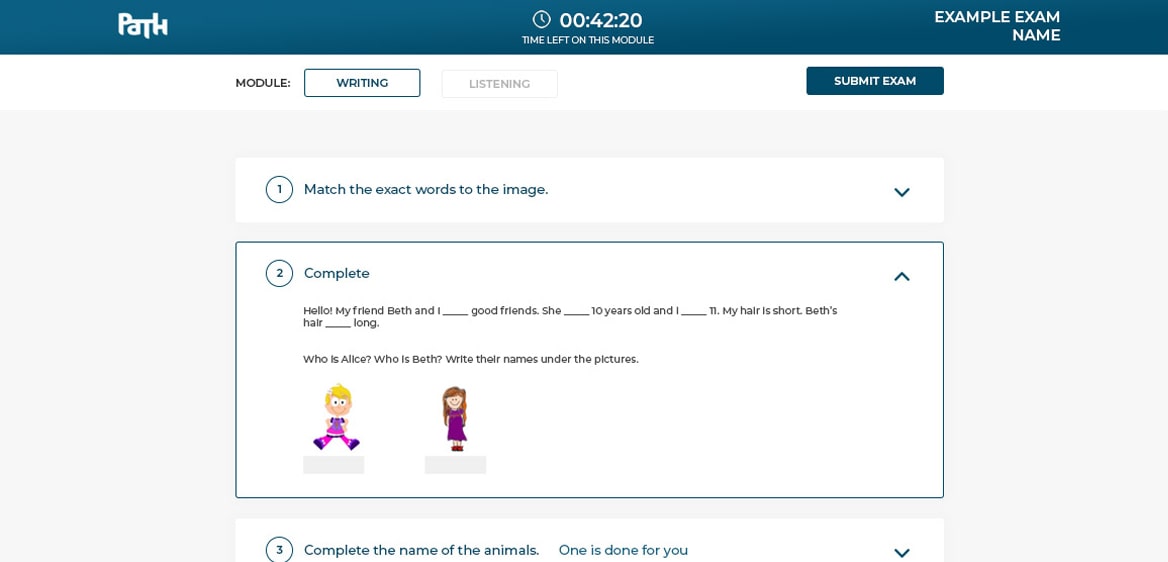 PaTH
00:42:20
TIME LEFT ON THIS MODULE
EXAMPLE EXAM
NAME
MODULE:
WRITING
LISTENING
SUBMIT EXAM
1
Match the exact words to the image.
2
Complete
Hello! My friend Beth and I _____ good friends. She _____ 10 years old and I _____ 11. My hair is short. Beth's
hair _____ long.
Who is Alice? Who is Beth? Write their names under the pictures.
3
Complete the name of the animals. One is done for you